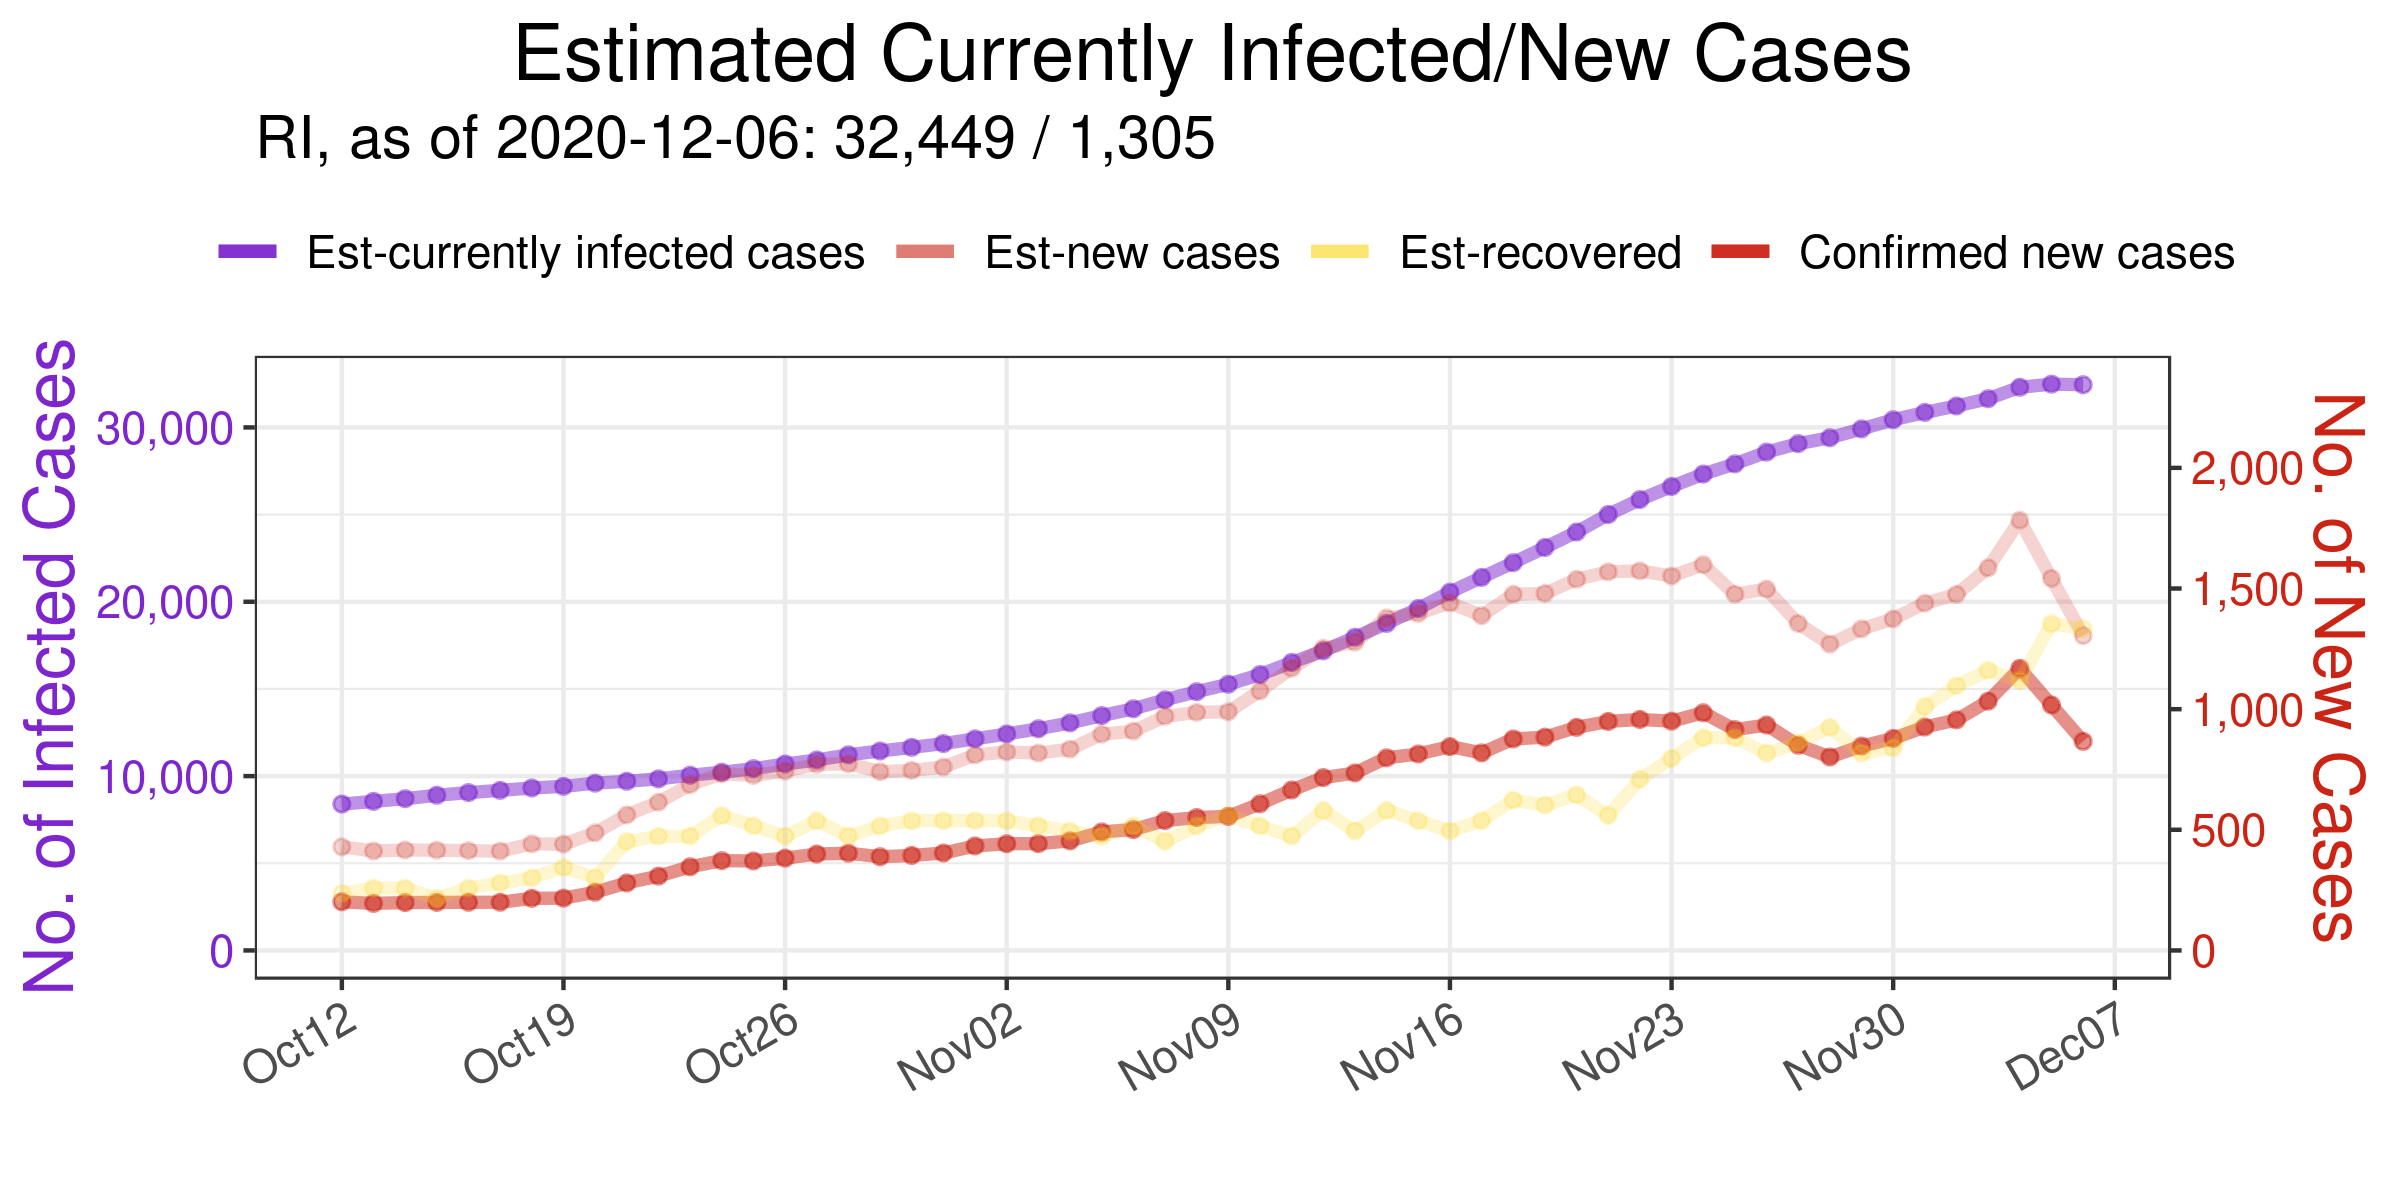 Estimated Currently Infected/New Cases
RI, as of 2020-12-06: 32,449 / 1,305
Est-currently infected cases Est-new cases Est-recovered Confirmed new cases
No. of Infected Cases
30,000
20,000
10,000
0
2,000
1,500
1,000
500
0
No. of New Cases
Oct12 Oct19 Oct26 Nov02 Nov09 Nov16 Nov23 Nov30 Dec07